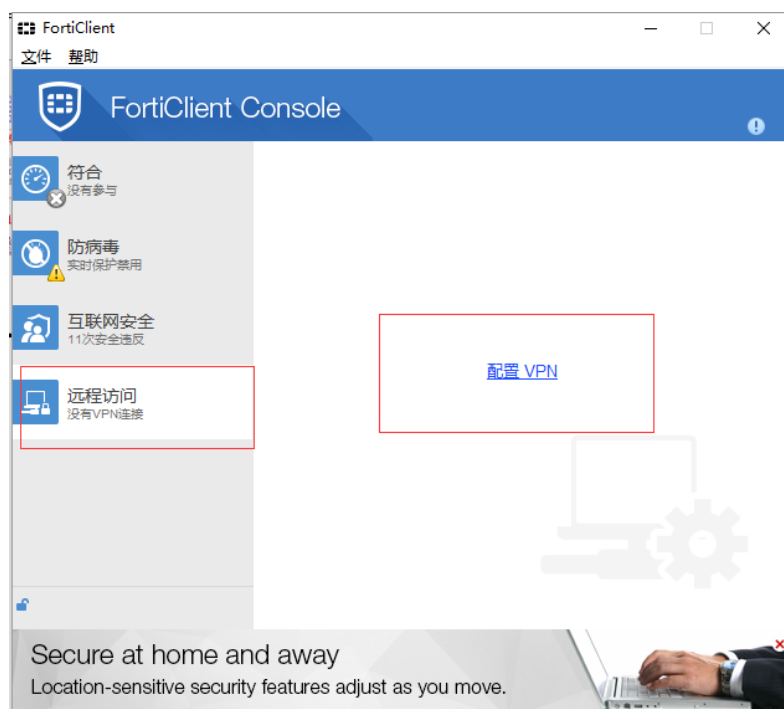 FortiClient
文件 帮助
FortiClient Console
符合
没有参与
防病毒
实时保护禁用
互联网安全
11次安全违反
远程访问
没有VPN连接
配置 VPN
Secure at home and away
Location-sensitive security features adjust as you move.